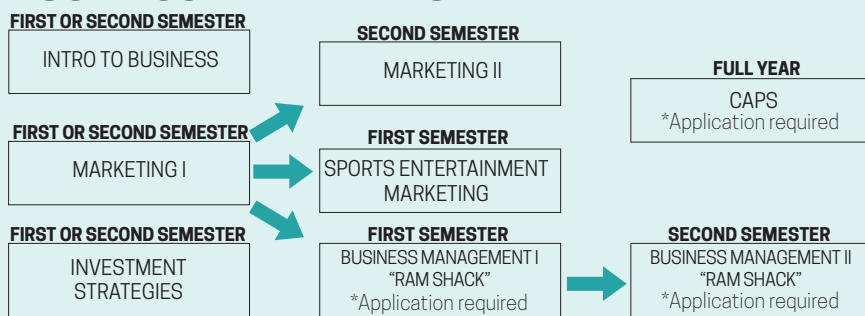 FIRST OR SECOND SEMESTER
INTRO TO BUSINESS
SECOND SEMESTER
MARKETING II
FULL YEAR
CAPS
*Application required
FIRST OR SECOND SEMESTER
MARKETING I
FIRST SEMESTER
SPORTS ENTERTAINMENT
MARKETING
FIRST OR SECOND SEMESTER
INVESTMENT
STRATEGIES
FIRST SEMESTER
BUSINESS MANAGEMENT I
"RAM SHACK"
*Application required
SECOND SEMESTER
BUSINESS MANAGEMENT II
"RAM SHACK"
*Application required